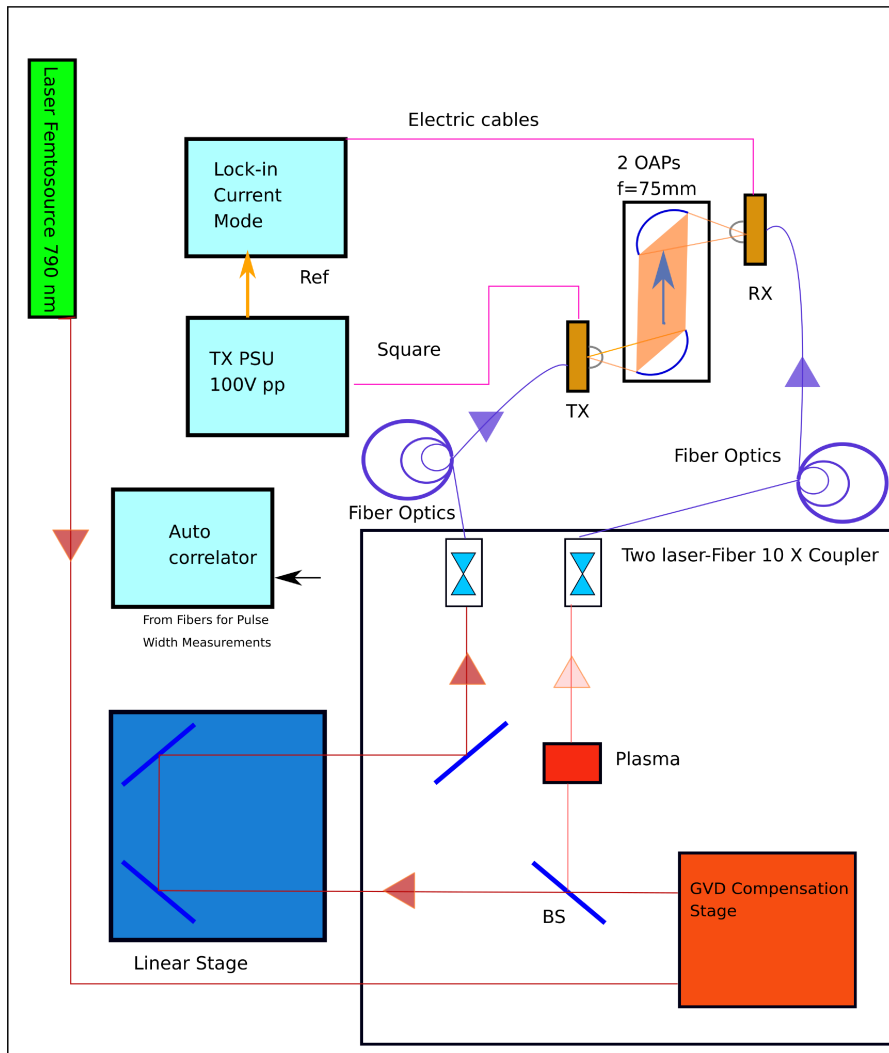 Laser Femtosource 790 nm
Electric cables
Lock-in
Current
Mode
2 OAPs
f=75mm
Ref
RX
TX PSU
100V pp
Square
TX
Fiber Optics
Fiber Optics
Auto
correlator
Two laser-Fiber 10 X Coupler
From Fibers for Pulse
Width Measurements
Plasma
GVD Compensation
Stage
BS
Linear Stage